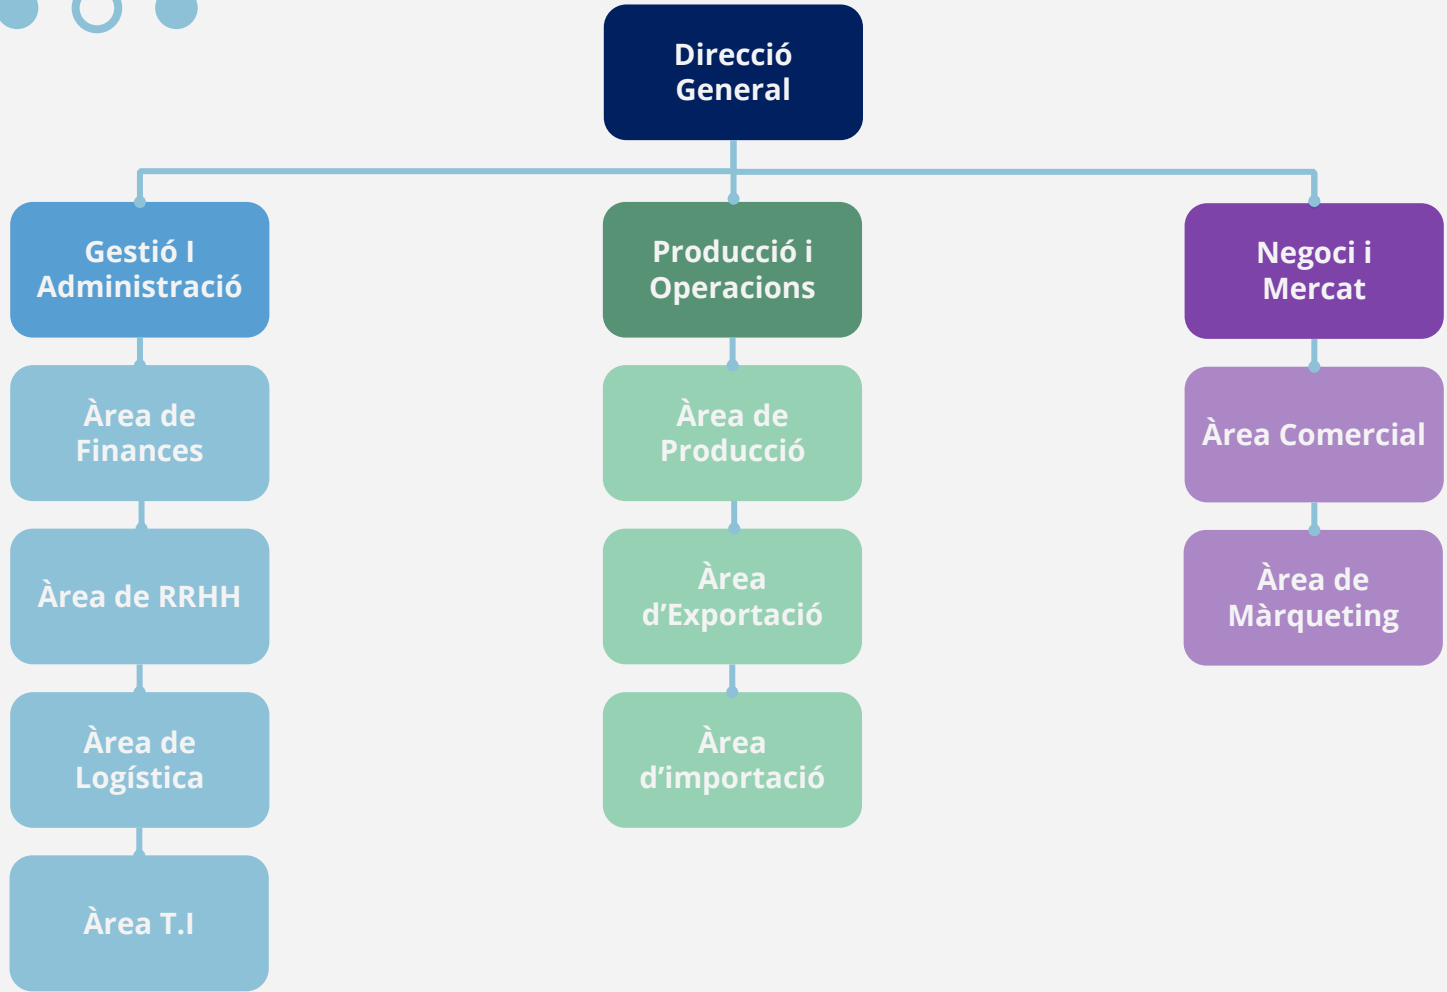 Direcció
General
Gestió I
Administració
Producció i
Operacions
Negoci i
Mercat
Àrea de
Finances
Àrea de
Producció
Àrea Comercial
Àrea de RRHH
Àrea
d’Exportació
Àrea de
Màrqueting
Àrea de
Logística
Àrea
d’importació
Àrea T.I